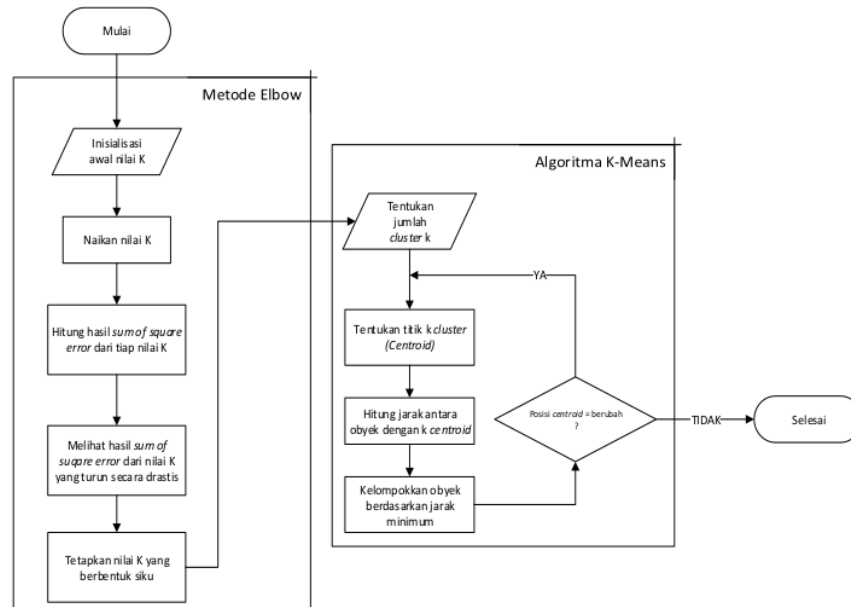 Mulai
Metode Elbow
Inisialisasi
awal nilai K
Naikan nilai K
Hitung hasil sum of square
error dari tiap nilai K
Melihat hasil sum of
suqare error dari nilai K
yang turun secara drastis
Tetapkan nilai K yang
berbentuk siku
Algoritma K-Means
Tentukan
jumlah
cluster k
YA
Tentukan titik k cluster
(Centroid)
Hitung jarak antara
obyek dengan k centroid
Kelompokkan obyek
berdasarkan jarak
minimum
Posisi centroid = berubah
?
TIDAK
Selesai